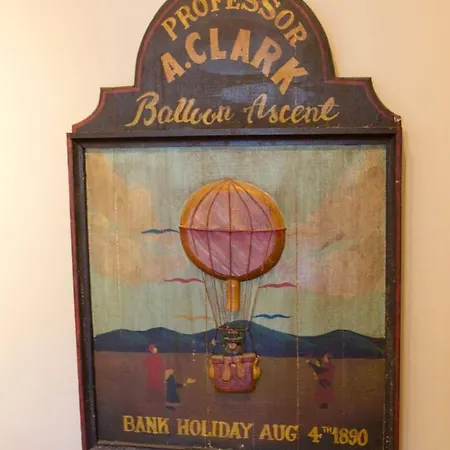 PROFESSOR
A. CLARK
Balloon Ascent
BANK HOLIDAY AUG 4TH 1890